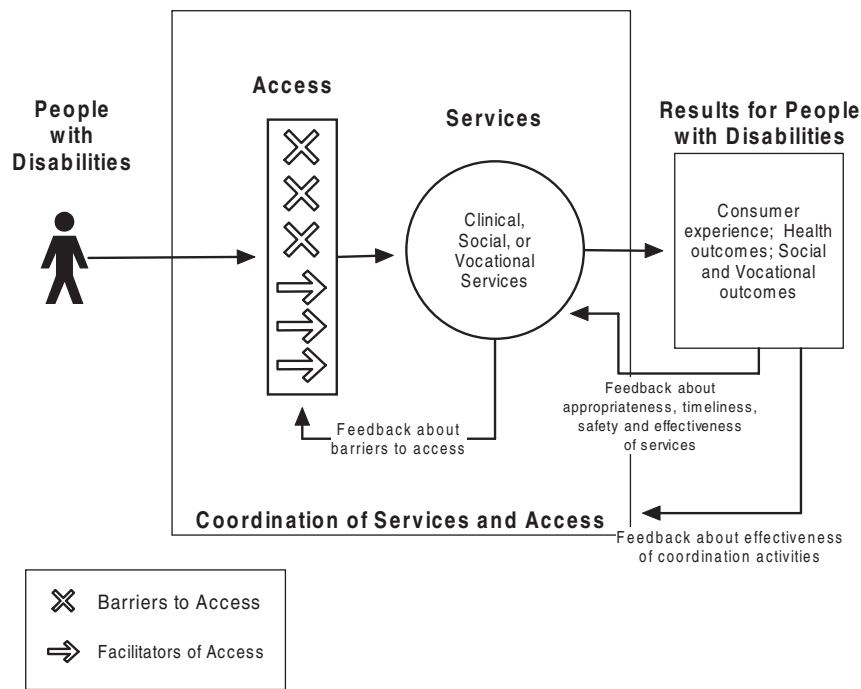 People
with
Disabilities
Access
Services
Results for People
with Disabilities
Clinical,
Social, or
Vocational
Services
Consumer
experience; Health
outcomes; Social
and Vocational
outcomes
Feedback about
barriers to access
Feedback about
appropriateness, timeliness,
safety and effectiveness
of services
Coordination of Services and Access
Feedback about effectiveness
of coordination activities
Barriers to Access
Facilitators of Access